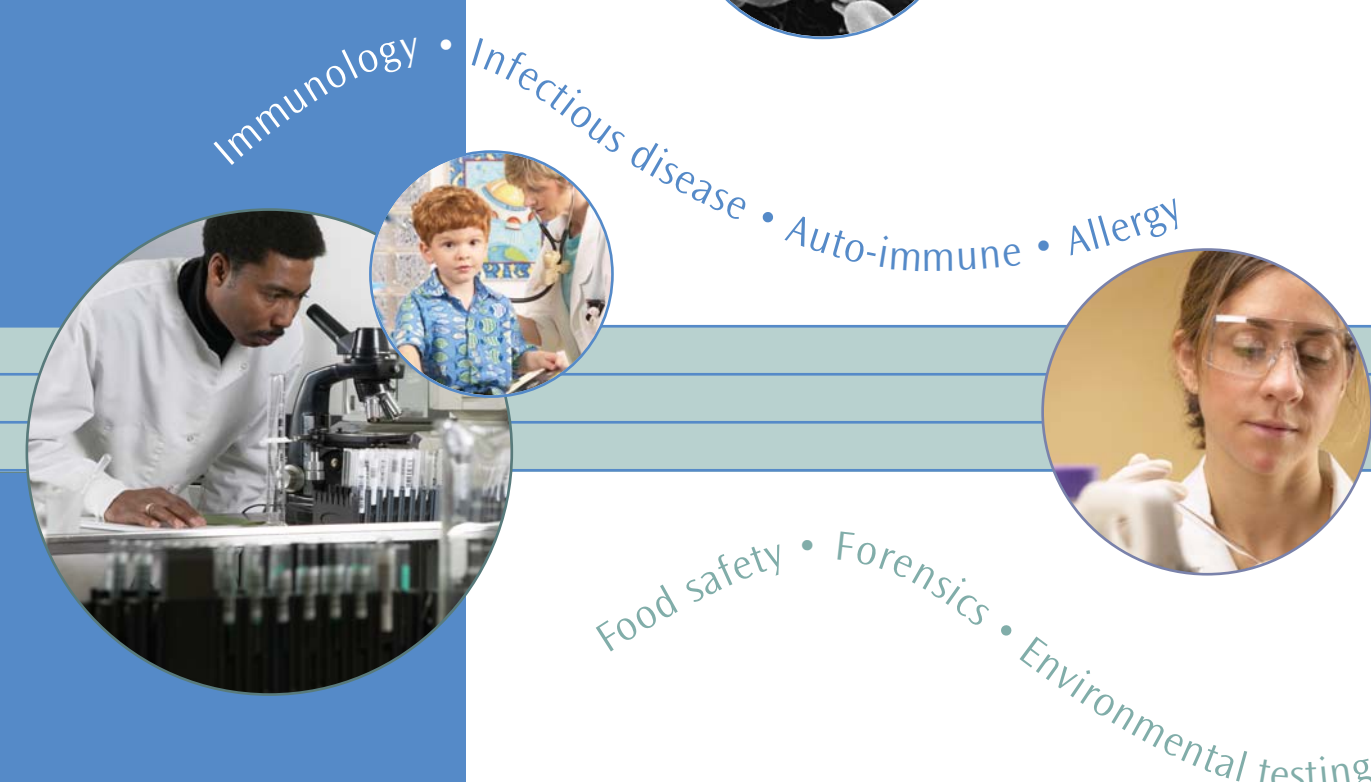 Immunology • Infectious disease • Auto-immune • Allergy
Food safety • Forensics • Environmental testing